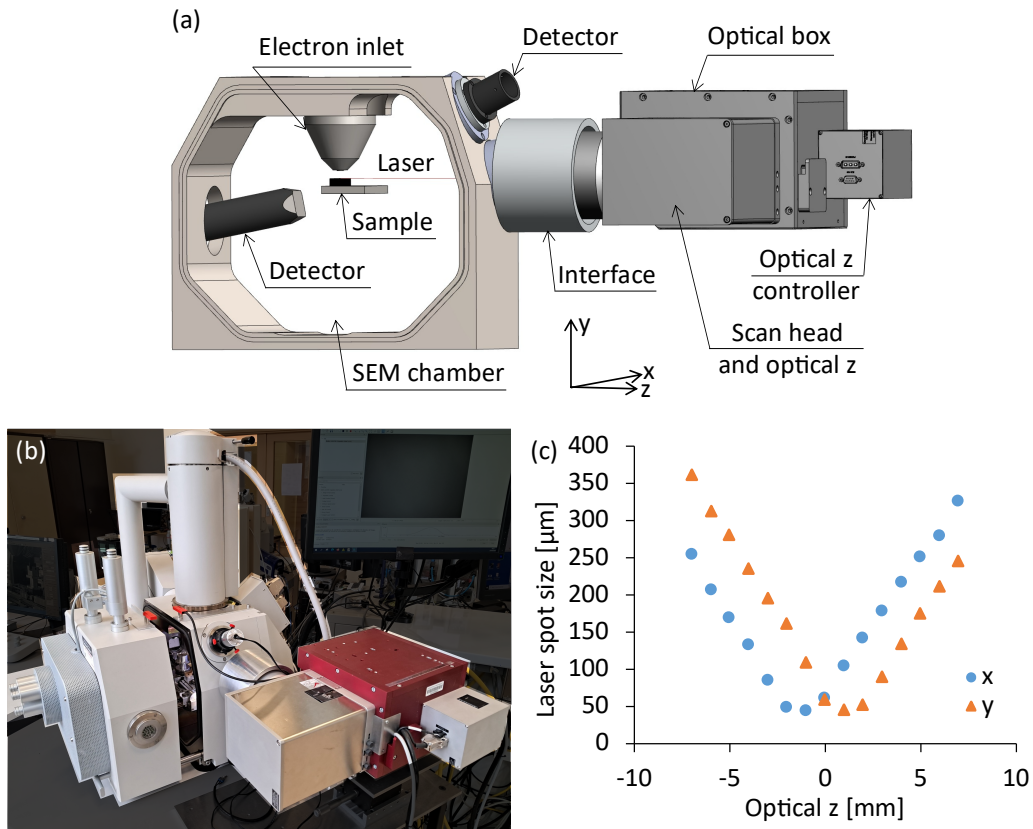 (a)
Electron inlet
Detector
Optical box
Laser
Sample
Detector
Interface
Optical z
controller
Scan head
and optical z
SEM chamber
y
x
z
(b)
(c)
400
350
300
250
200
150
100
50
0
Laser spot size [µm]
x
y
-10
-5
0
5
10
Optical z [mm]